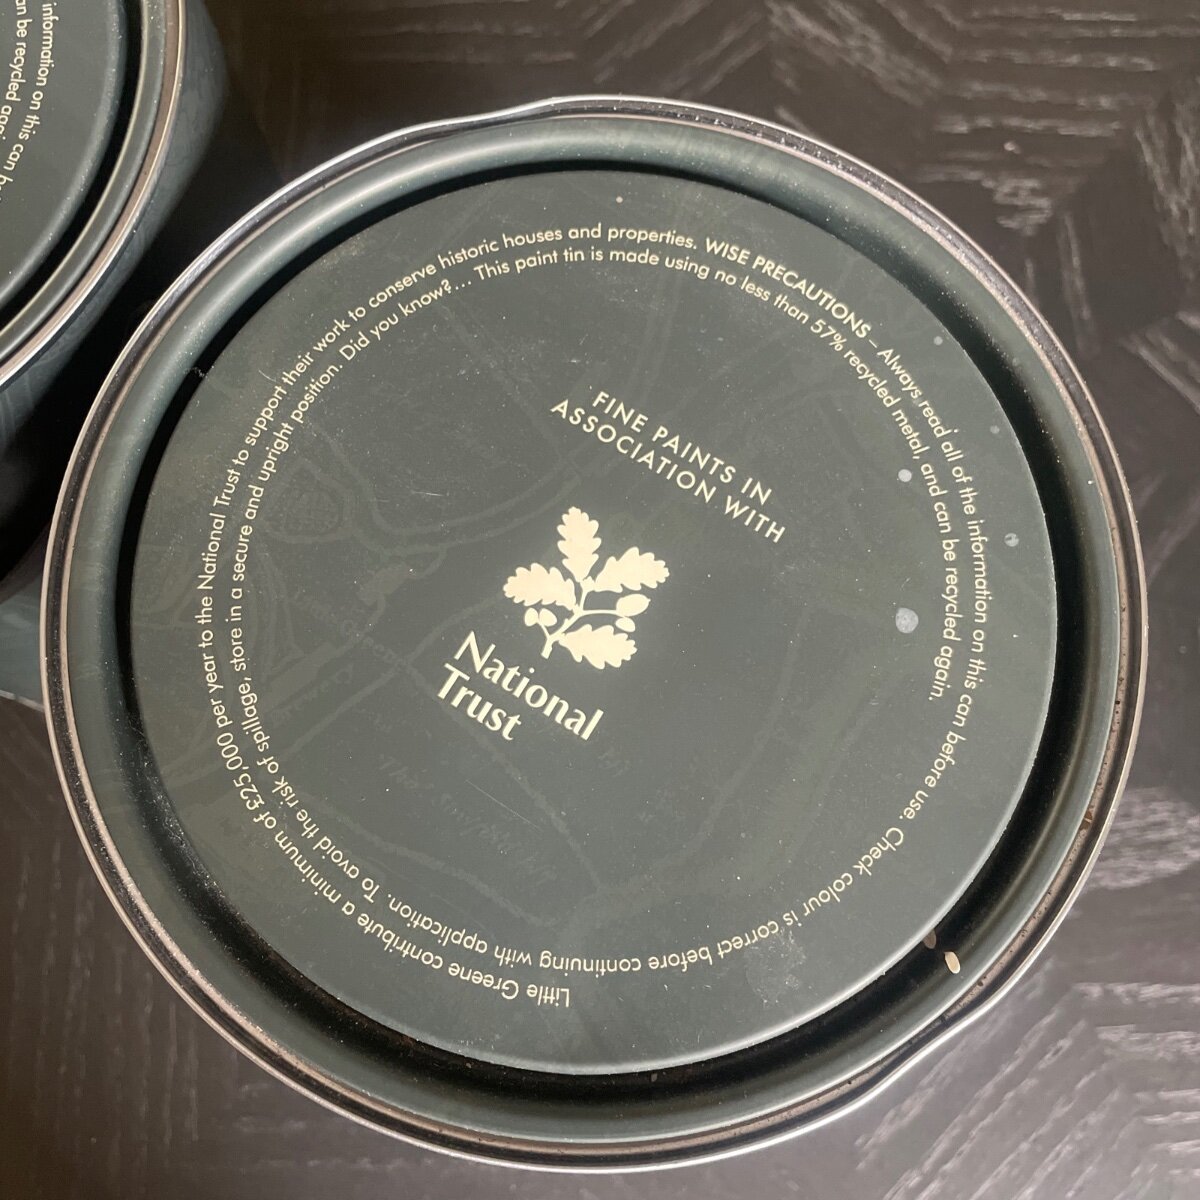 Little Greene contribute a minimum of £25,000 per year to the National Trust to support their work to conserve historic houses and properties. WISE PRECAUTIONS – Always read all of the information on this can before use. Check colour is correct before continuing with application. To avoid the risk of spillage, store in a secure and upright position. Did you know?... This paint tin is made using no less than 57% recycled metal, and can be recycled again.
FINE PAINTS IN
ASSOCIATION WITH
National
Trust
information on this can
be recycled